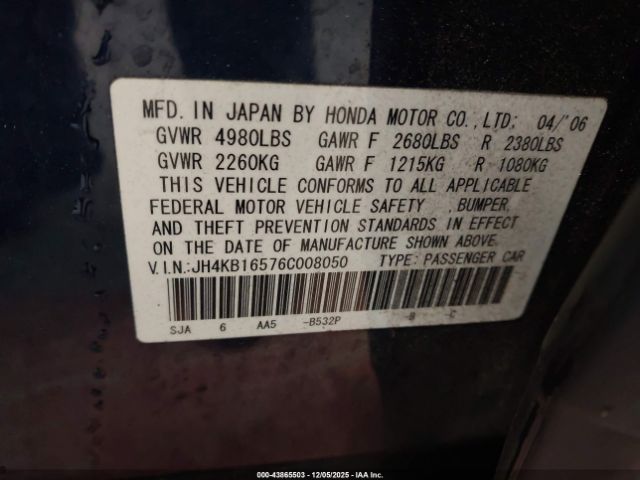 MFD. IN JAPAN BY HONDA MOTOR CO.,LTD; 04/'06
GVWR 4980LBS GAWR F 2680LBS R 2380LBS
GVWR 2260KG GAWR F 1215KG R 1080KG
THIS VEHICLE CONFORMS TO ALL APPLICABLE
FEDERAL MOTOR VEHICLE SAFETY ,BUMPER,
AND THEFT PREVENTION STANDARDS IN EFFECT
ON THE DATE OF MANUFACTURE SHOWN ABOVE.
V.I.N.:JH4KB16576C008050 TYPE: PASSENGER CAR
SJA 6 AA5 -B532P -B -C
000-43865503 - 12/05/2025 - IAA Inc.